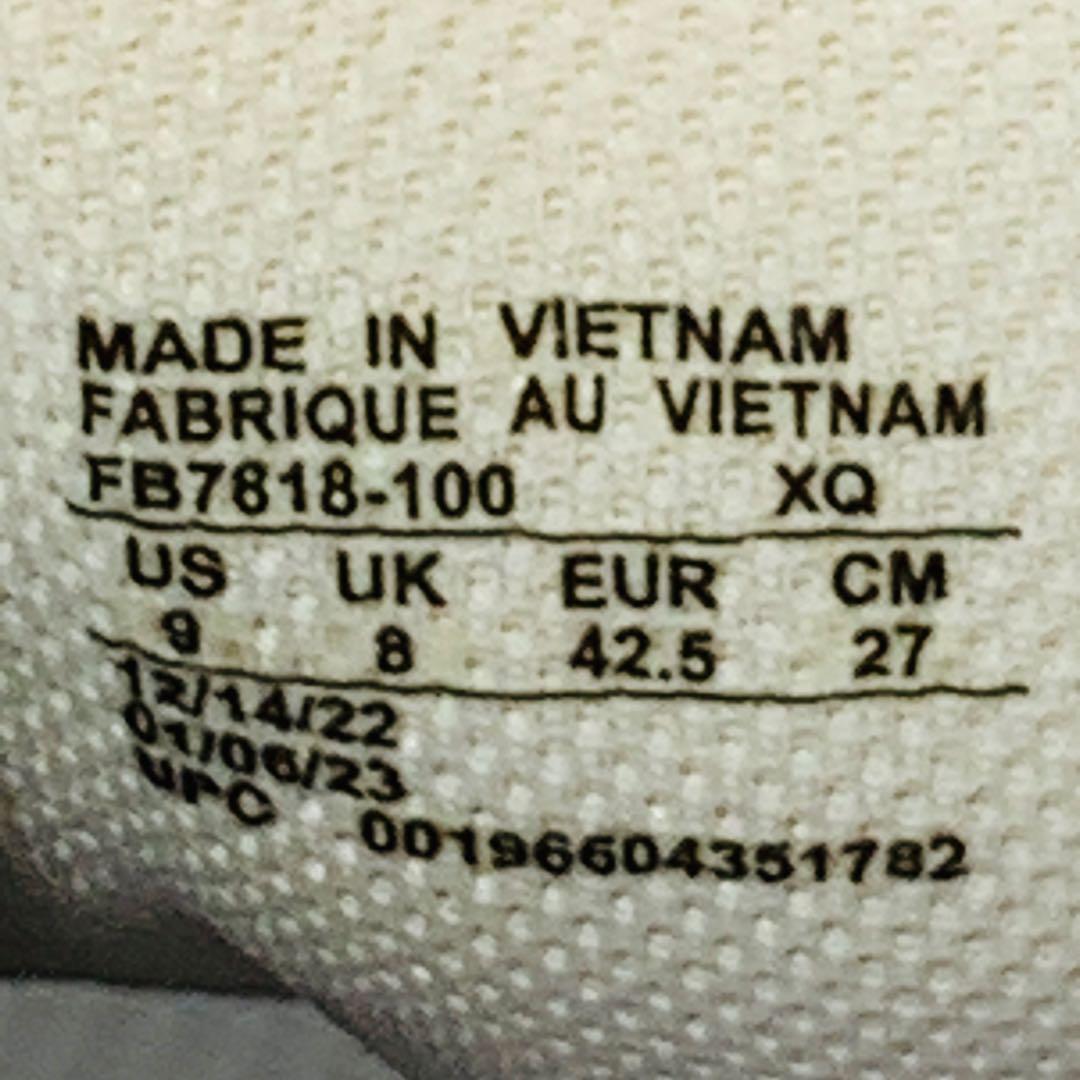 MADE IN VIETNAM
FABRIQUE AU VIETNAM
FB7818-100 XQ
US UK EUR CM
9 8 42.5 27
12/14/22
01/06/23
UPC 00196604351782